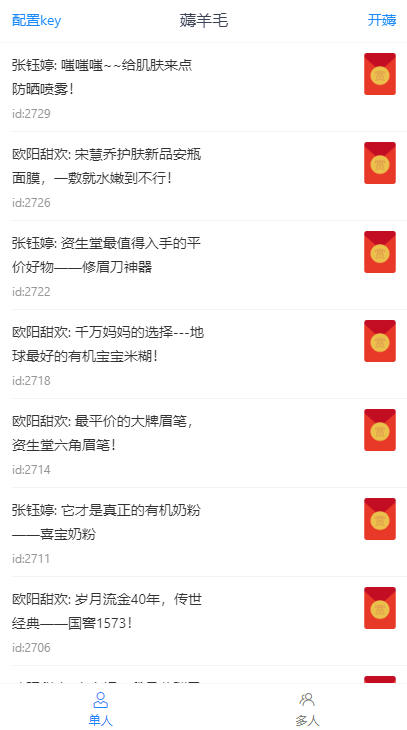 配置key 薅羊毛 开薅
张钰婷: 嗤嗤嗤~~给肌肤来点
防晒喷雾！
id:2729
欧阳甜欢: 宋慧乔护肤新品安瓶
面膜，一敷就水嫩到不行！
id:2726
张钰婷: 资生堂最值得入手的平
价好物——修眉刀神器
id:2722
欧阳甜欢: 千万妈妈的选择---地
球最好的有机宝宝米糊！
id:2718
欧阳甜欢: 最平价的大牌眉笔，
资生堂六角眉笔！
id:2714
张钰婷: 它才是真正的有机奶粉
——喜宝奶粉
id:2711
欧阳甜欢: 岁月流金40年，传世
经典——国窖1573！
id:2706
单人 多人